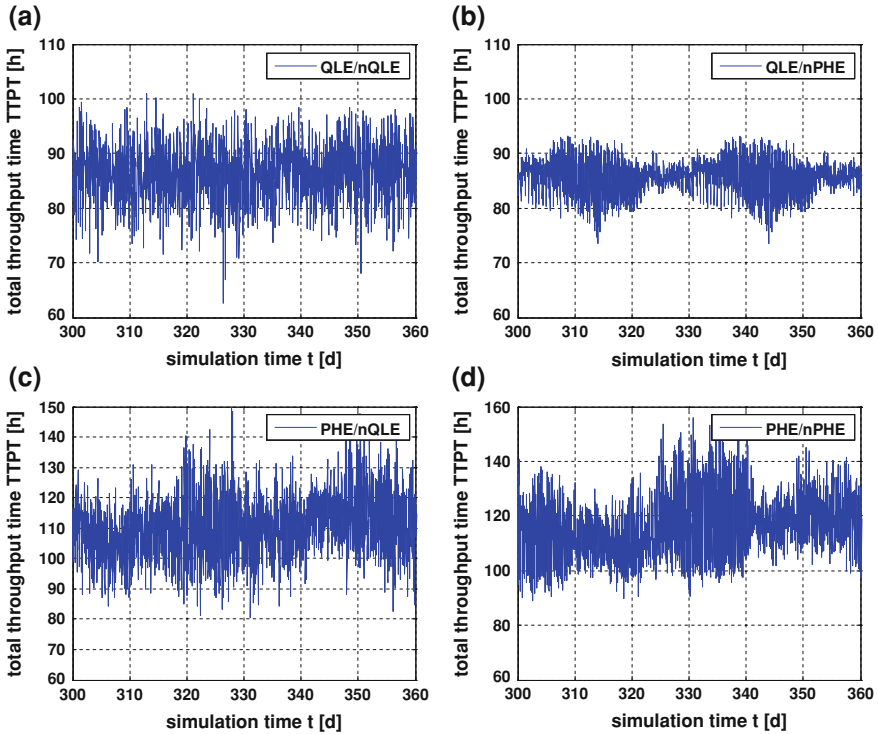 (a)
total throughput time TTPT [h]
110
100
90
80
70
60
QLE/nQLE
300 310 320 330 340 350 360
simulation time t [d]
(b)
total throughput time TTPT [h]
110
100
90
80
70
60
QLE/nPHE
300 310 320 330 340 350 360
simulation time t [d]
(c)
total throughput time TTPT [h]
150
140
130
120
110
100
90
80
70
60
PHE/nQLE
300 310 320 330 340 350 360
simulation time t [d]
(d)
total throughput time TTPT [h]
160
140
120
100
80
60
PHE/nPHE
300 310 320 330 340 350 360
simulation time t [d]